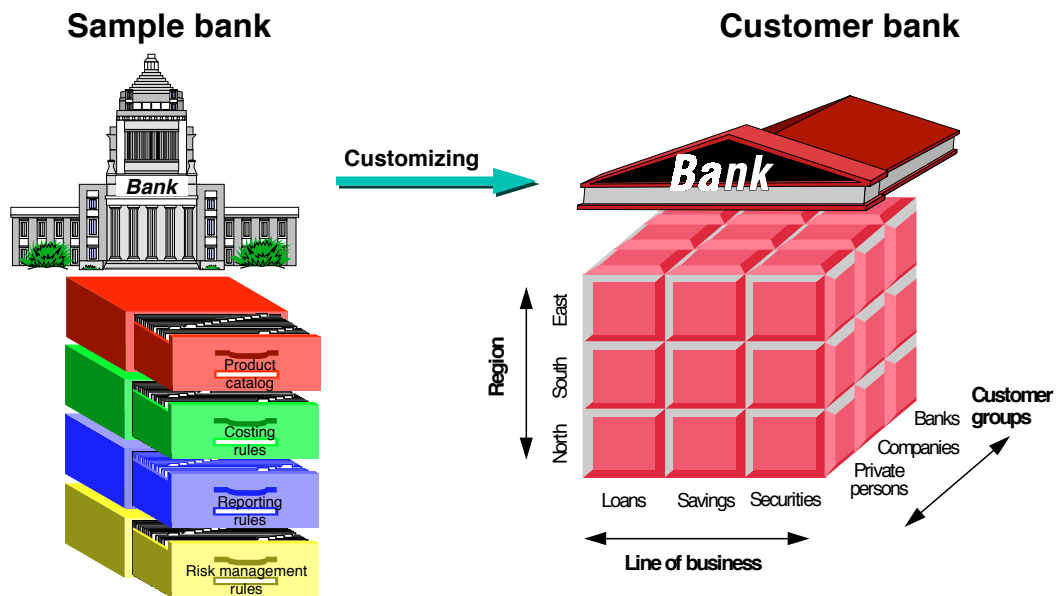 Sample bank
Customer bank
Bank
Customizing
Bank
Product
catalog
Costing
rules
Reporting
rules
Risk management
rules
Region
East
South
North
Loans
Savings
Securities
Line of business
Banks
Companies
Private
persons
Customer
groups